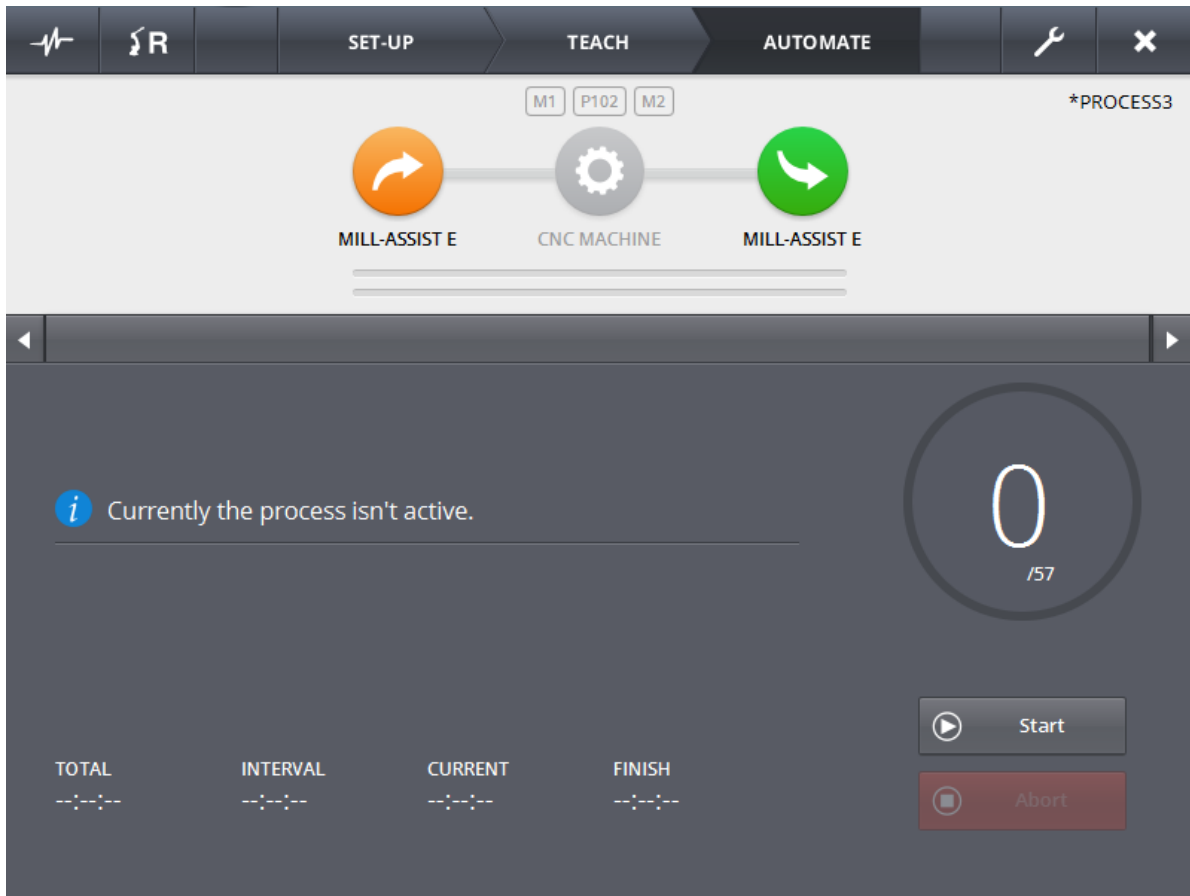 R
SET-UP
TEACH
AUTOMATE
M1
P102
M2
*PROCESS3
MILL-ASSIST E
CNC MACHINE
MILL-ASSIST E
i
Currently the process isn't active.
0
/57
Start
TOTAL
INTERVAL
CURRENT
FINISH
--:--:--
--:--:--
--:--:--
--:--:--
Abort